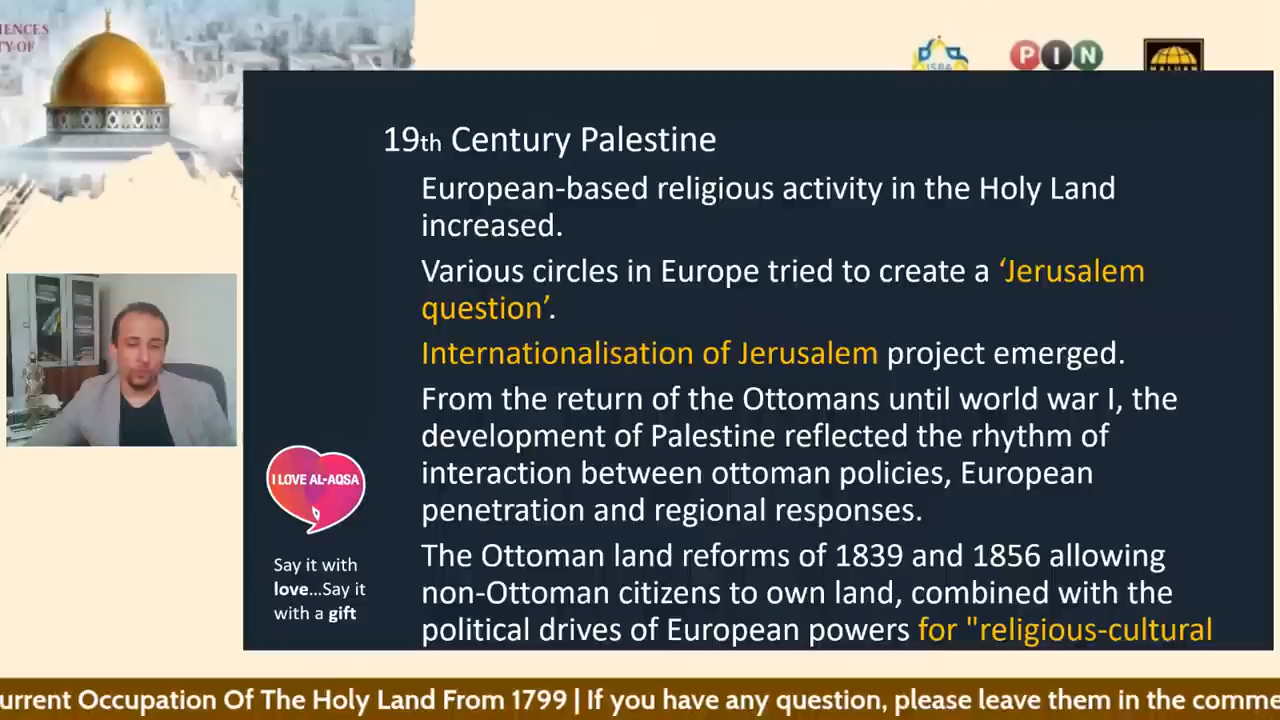 IENCES
TY OF
ISRA
PIN
19th Century Palestine
European-based religious activity in the Holy Land
increased.
Various circles in Europe tried to create a ‘Jerusalem
question’.
Internationalisation of Jerusalem project emerged.
From the return of the Ottomans until world war I, the
development of Palestine reflected the rhythm of
interaction between ottoman policies, European
penetration and regional responses.
The Ottoman land reforms of 1839 and 1856 allowing
non-Ottoman citizens to own land, combined with the
political drives of European powers for "religious-cultural
I LOVE AL-AQSA
Say it with
love...Say it
with a gift
urrent Occupation Of The Holy Land From 1799 | If you have any question, please leave them in the comme